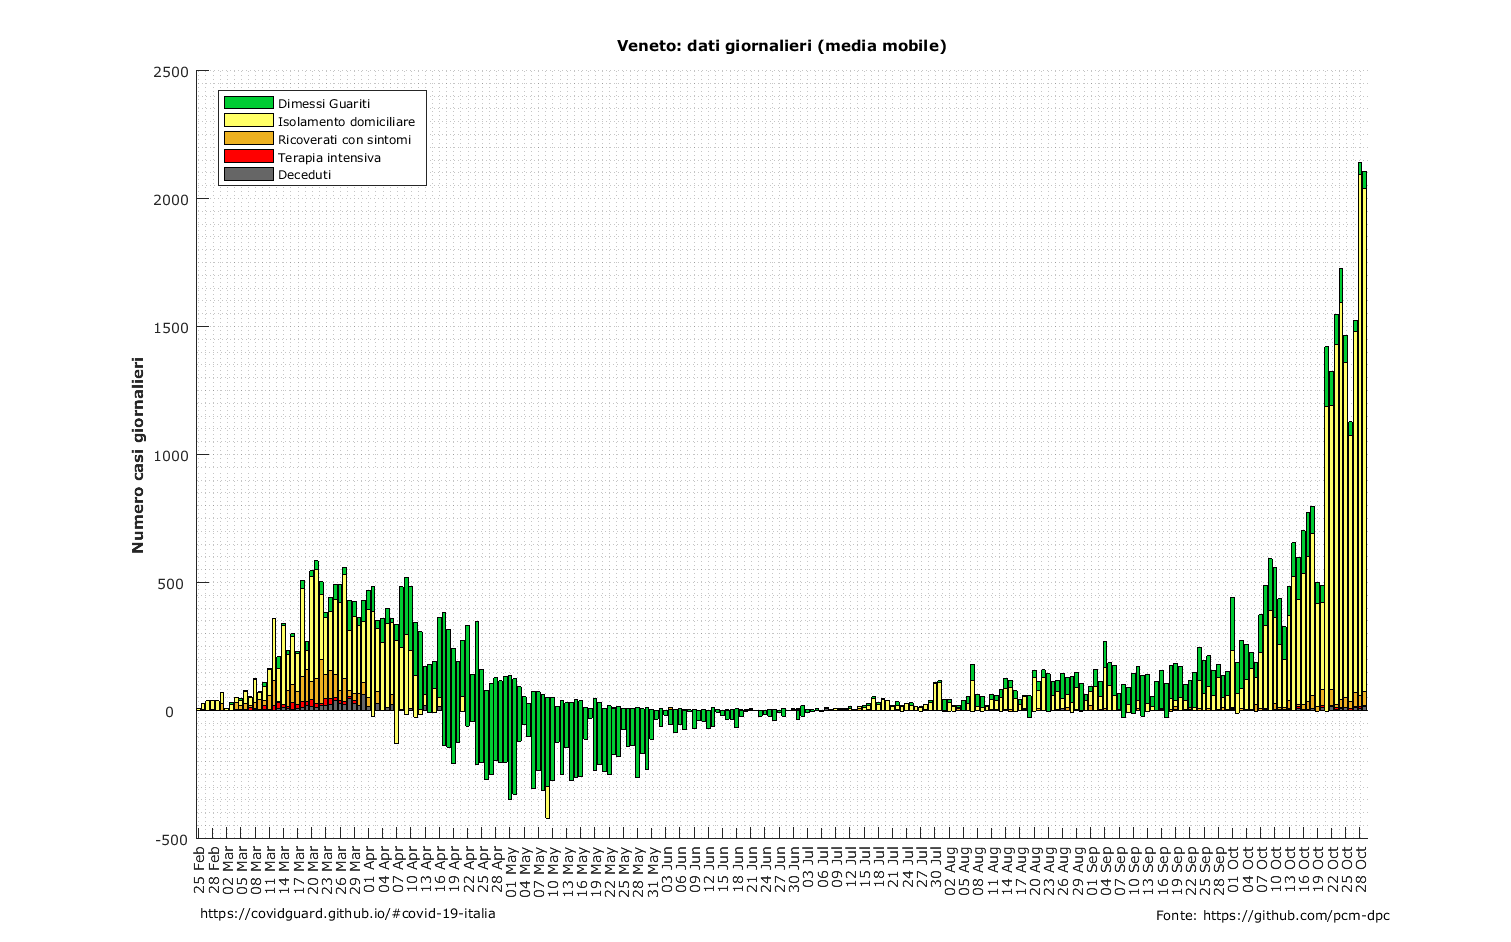 Veneto: dati giornalieri (media mobile)
2500
2000
1500
1000
500
0
-500
Numero casi giornalieri
Dimessi Guariti
Isolamento domiciliare
Ricoverati con sintomi
Terapia intensiva
Deceduti
25 Feb
28 Feb
02 Mar
05 Mar
08 Mar
11 Mar
14 Mar
17 Mar
20 Mar
23 Mar
26 Mar
29 Mar
01 Apr
04 Apr
07 Apr
10 Apr
13 Apr
16 Apr
19 Apr
22 Apr
25 Apr
28 Apr
01 May
04 May
07 May
10 May
13 May
16 May
19 May
22 May
25 May
28 May
31 May
03 Jun
06 Jun
09 Jun
12 Jun
15 Jun
18 Jun
21 Jun
24 Jun
27 Jun
30 Jun
03 Jul
06 Jul
09 Jul
12 Jul
15 Jul
18 Jul
21 Jul
24 Jul
27 Jul
30 Jul
02 Aug
05 Aug
08 Aug
11 Aug
14 Aug
17 Aug
20 Aug
23 Aug
26 Aug
29 Aug
01 Sep
04 Sep
07 Sep
10 Sep
13 Sep
16 Sep
19 Sep
22 Sep
25 Sep
28 Sep
01 Oct
04 Oct
07 Oct
10 Oct
13 Oct
16 Oct
19 Oct
22 Oct
25 Oct
28 Oct
https://covidguard.github.io/#covid-19-italia
Fonte: https://github.com/pcm-dpc